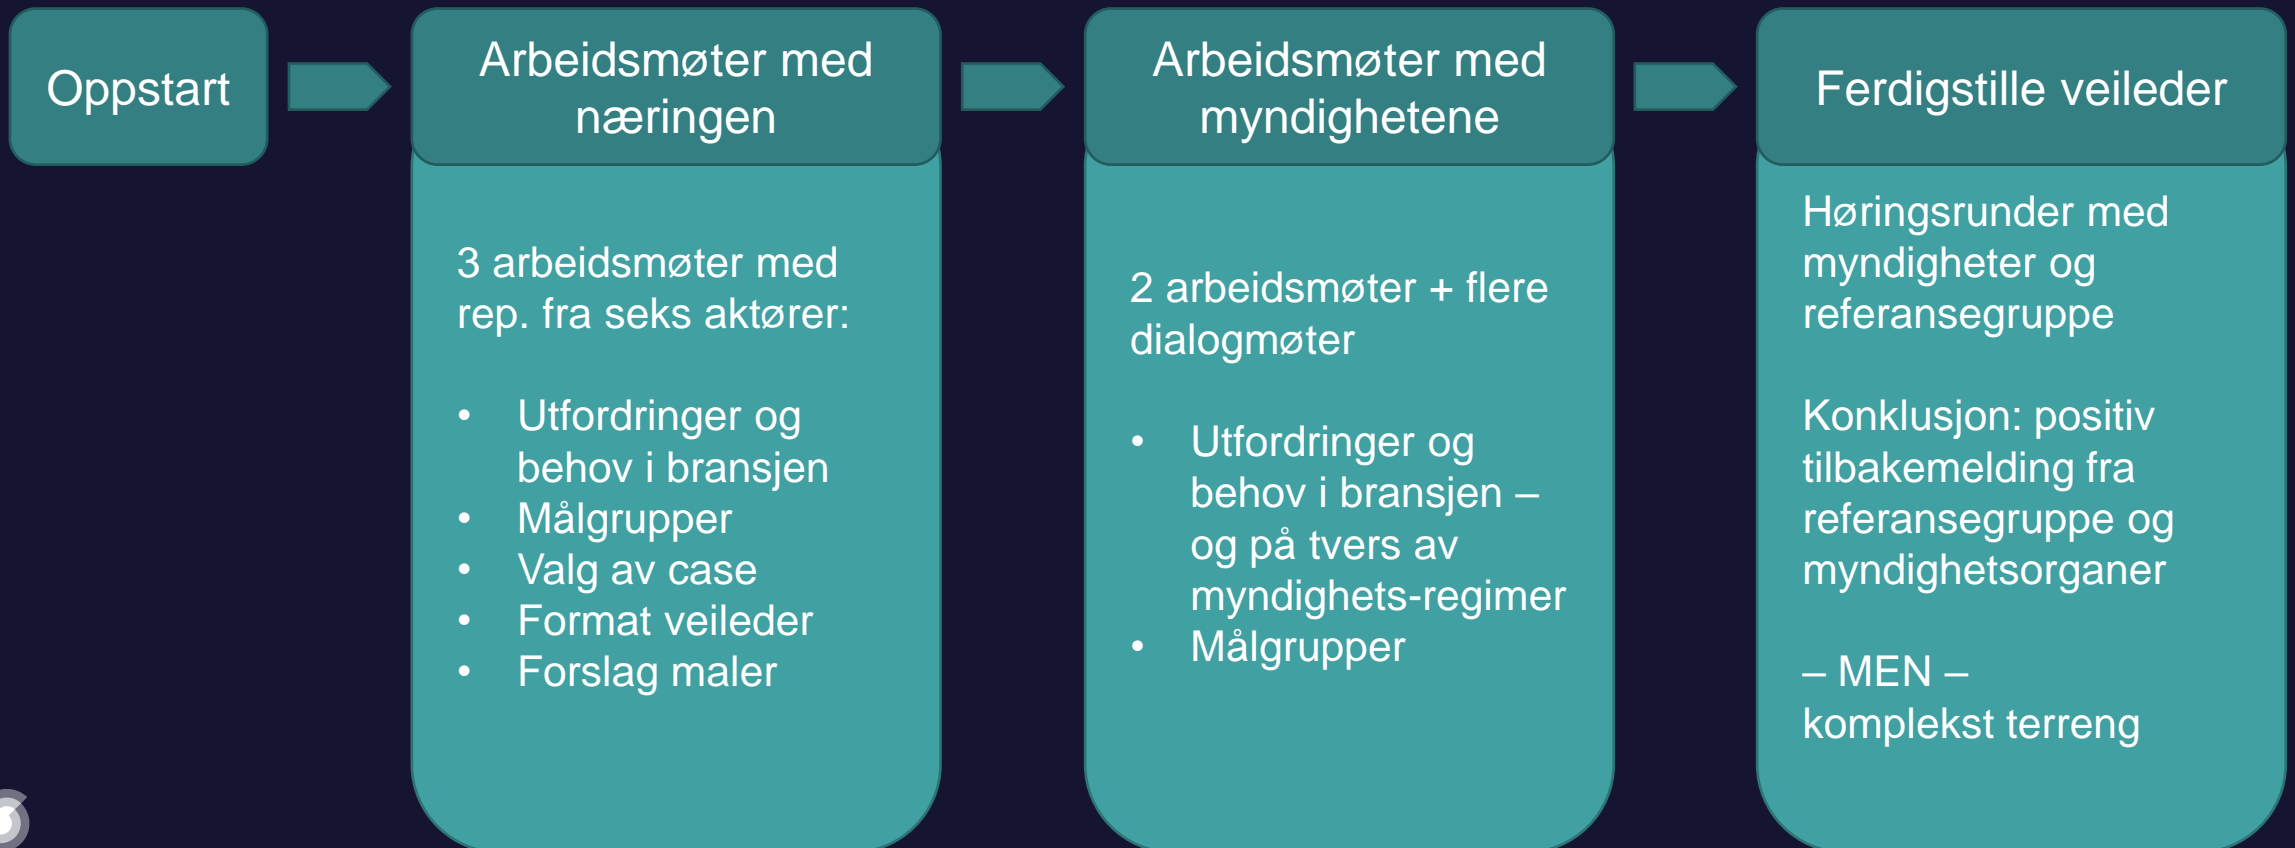 Oppstart
Arbeidsmøter med
næringen
3 arbeidsmøter med
rep. fra seks aktører:
• Utfordringer og
behov i bransjen
• Målgrupper
• Valg av case
• Format veileder
• Forslag maler
Arbeidsmøter med
myndighetene
2 arbeidsmøter + flere
dialogmøter
• Utfordringer og
behov i bransjen –
og på tvers av
myndighets-regimer
• Målgrupper
Ferdigstille veileder
Høringsrunder med
myndigheter og
referansegruppe
Konklusjon: positiv
tilbakemelding fra
referansegruppe og
myndighetsorganer
– MEN –
komplekst terreng